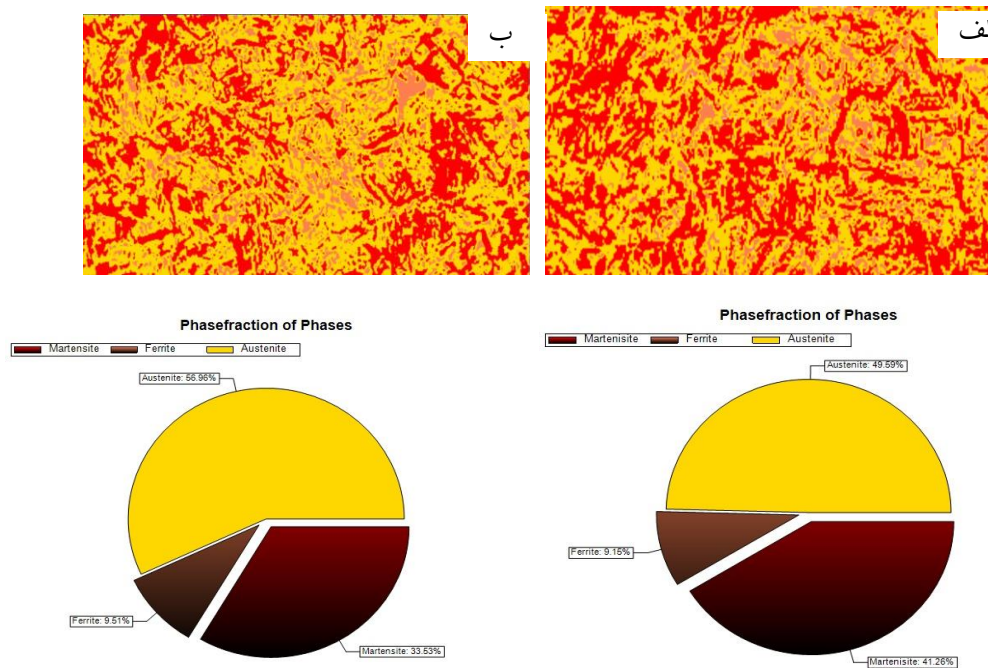 ب
لف
Phasefraction of Phases
Martensite Ferrite Austenite
Austenite: 56.96%
Ferrite: 9.51%
Martensite: 33.53%
Phasefraction of Phases
Martenisite Ferrite Austenite
Austenite: 49.59%
Ferrite: 9.15%
Martenisite: 41.26%